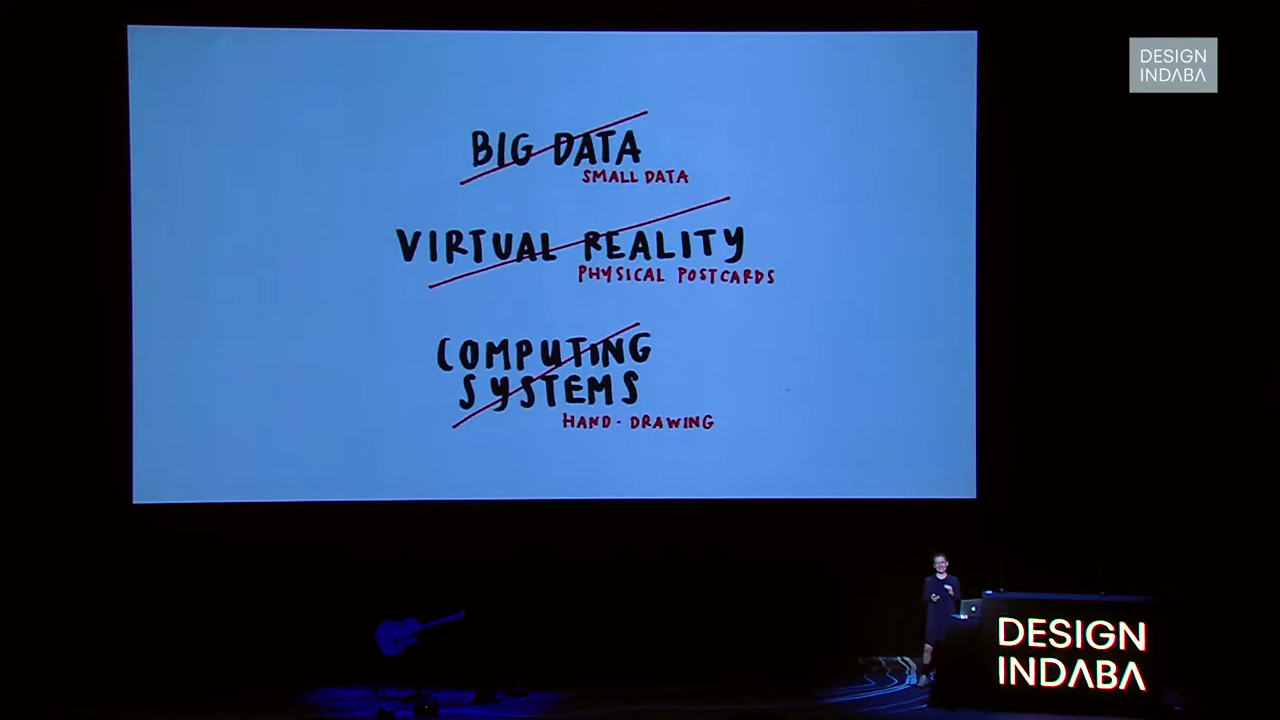 DESIGN
INDABA
BIG DATA
SMALL DATA
VIRTUAL REALITY
PHYSICAL POSTCARDS
COMPUTING
SYSTEMS
HAND-DRAWING
DESIGN
INDABA